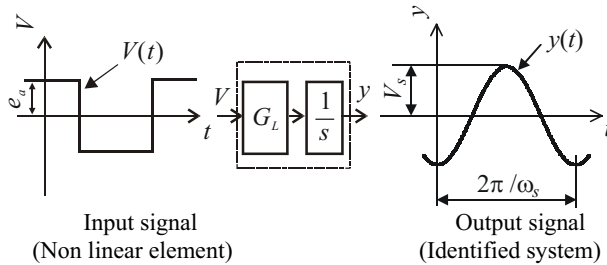 V
V(t)
e_a
t
V
G_L
1/s
y
y
y(t)
V_s
t
2π/ω_s
Input signal
(Non linear element)
Output signal
(Identified system)